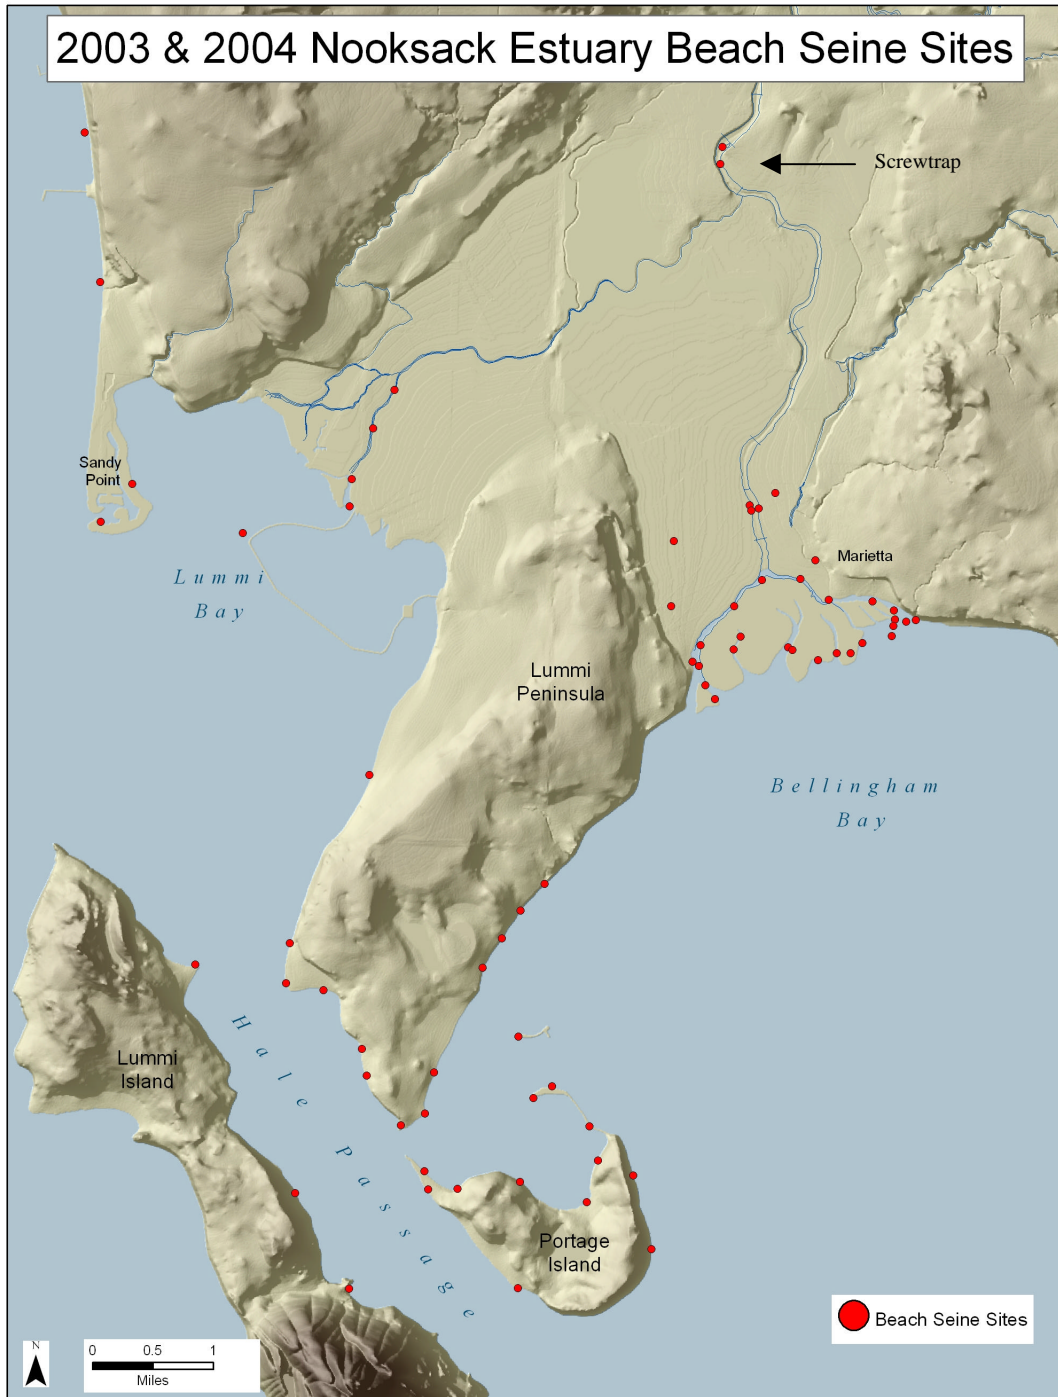 2003 & 2004 Nooksack Estuary Beach Seine Sites
Screwtrap
Sandy
Point
Marietta
Lummi
Bay
Lummi
Peninsula
Bellingham
Bay
Hale Passage
Lummi
Island
Portage
Island
Beach Seine Sites
N
0 0.5 1
Miles